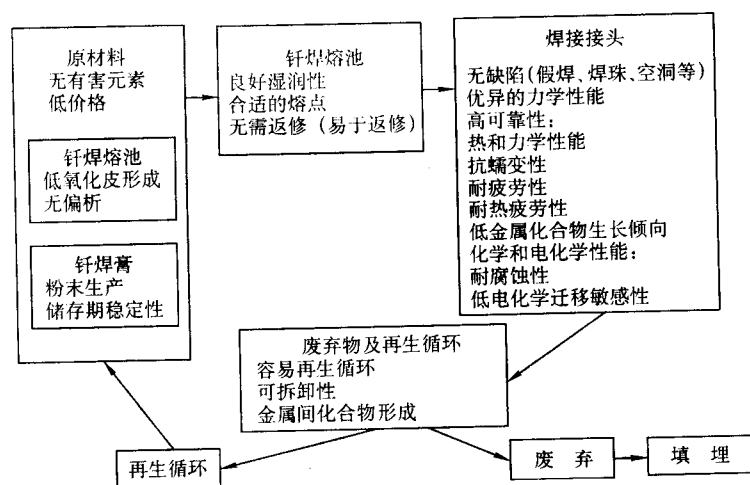 原材料
无有害元素
低价格
钎焊熔池
低氧化皮形成
无偏析
钎焊膏
粉末生产
储存期稳定性
钎焊熔池
良好湿润性
合适的熔点
无需返修（易于返修）
焊接接头
无缺陷(假焊、焊珠、空洞等)
优异的力学性能
高可靠性：
热和力学性能
抗蠕变性
耐疲劳性
耐热疲劳性
低金属化合物生长倾向
化学和电化学性能：
耐腐蚀性
低电化学迁移敏感性
废弃物及再生循环
容易再生循环
可拆卸性
金属间化合物形成
再生循环
废 弃
填 埋